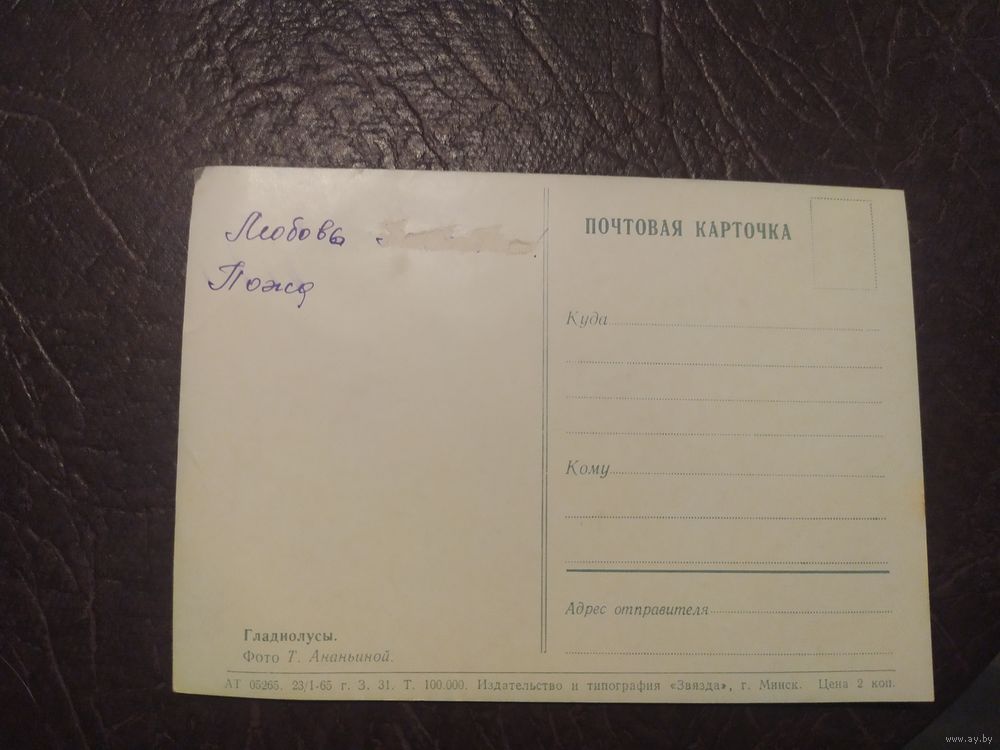 Любовь
Пожа
ПОЧТОВАЯ КАРТОЧКА
Куда
Кому
Адрес отправителя
Гладиолусы.
Фото Т. Ананьиной.
АТ 05265. 23/1-65 г. З. 31. Т. 100.000. Издательство и типография «Звязда», г. Минск. Цена 2 коп.
www.ay.by